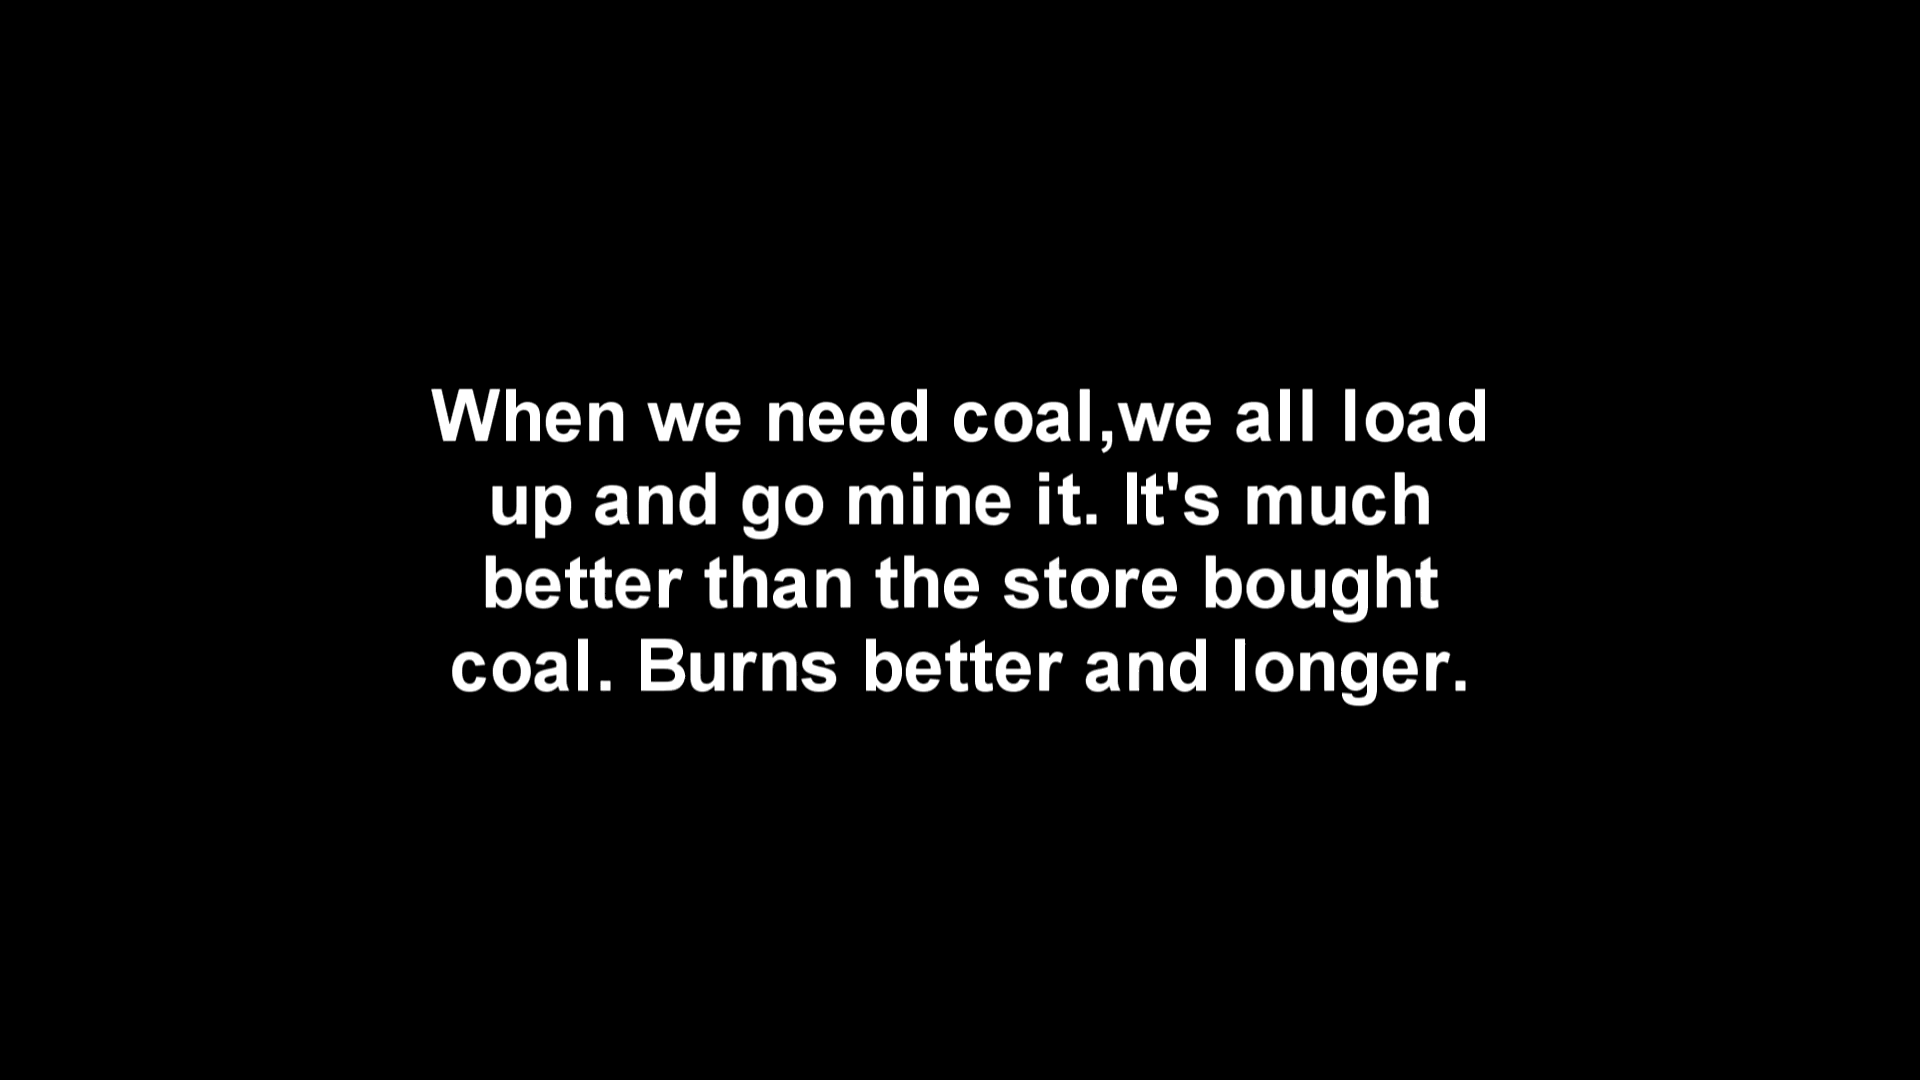 When we need coal,we all load
up and go mine it. It's much
better than the store bought
coal. Burns better and longer.